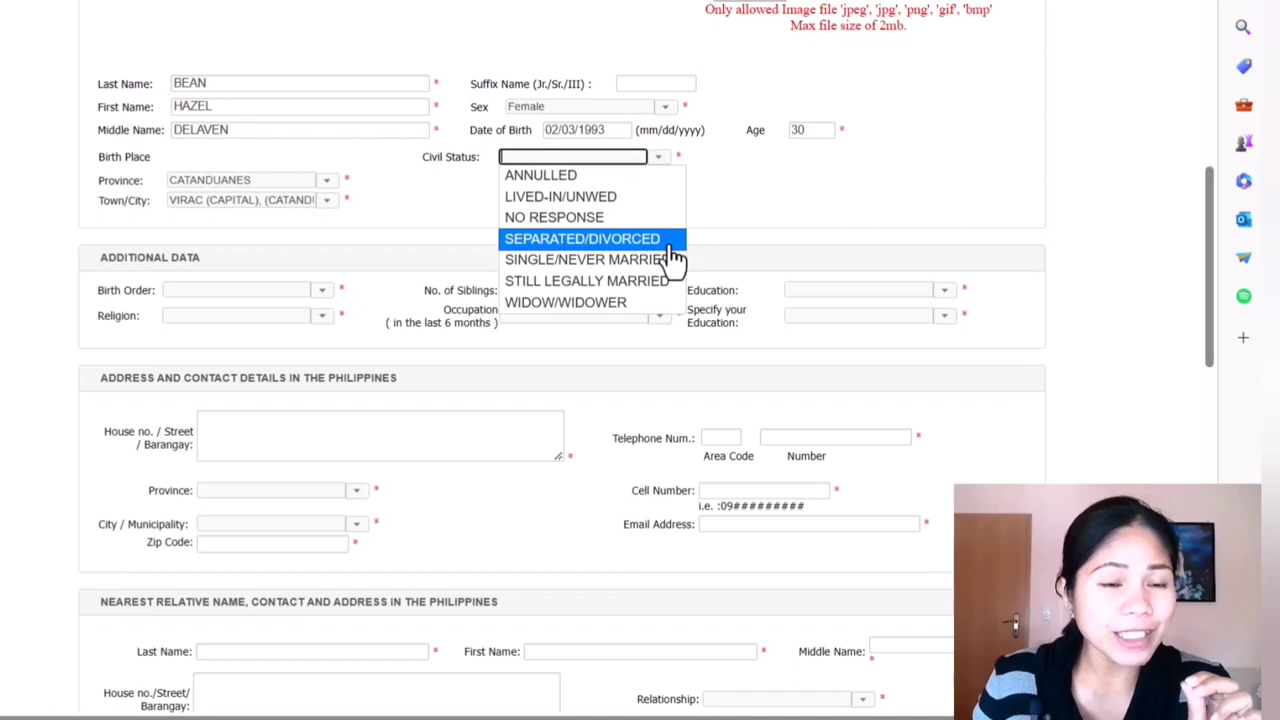 Only allowed Image file 'jpeg', 'jpg', 'png', 'gif', 'bmp'
Max file size of 2mb.
Last Name: BEAN * Suffix Name (Jr./Sr./III) :
First Name: HAZEL * Sex Female *
Middle Name: DELAVEN * Date of Birth 02/03/1993 (mm/dd/yyyy) Age 30 *
Birth Place Civil Status: *
ANNULLED
Province: CATANDUANES *
LIVED-IN/UNWED
Town/City: VIRAC (CAPITAL), (CATANDI *
NO RESPONSE
SEPARATED/DIVORCED
ADDITIONAL DATA
SINGLE/NEVER MARRIE
STILL LEGALLY MARRIED
Birth Order: * No. of Siblings: Education: *
WIDOW/WIDOWER
Religion: * Occupation * Specify your *
( in the last 6 months ) Education:
ADDRESS AND CONTACT DETAILS IN THE PHILIPPINES
House no. / Street
/ Barangay: *
Telephone Num.: *
Area Code Number
Province: * Cell Number: *
i.e. :09#########
City / Municipality: * Email Address: *
Zip Code: *
NEAREST RELATIVE NAME, CONTACT AND ADDRESS IN THE PHILIPPINES
Last Name: * First Name: * Middle Name:
*
House no./Street/
Barangay:
Relationship: *